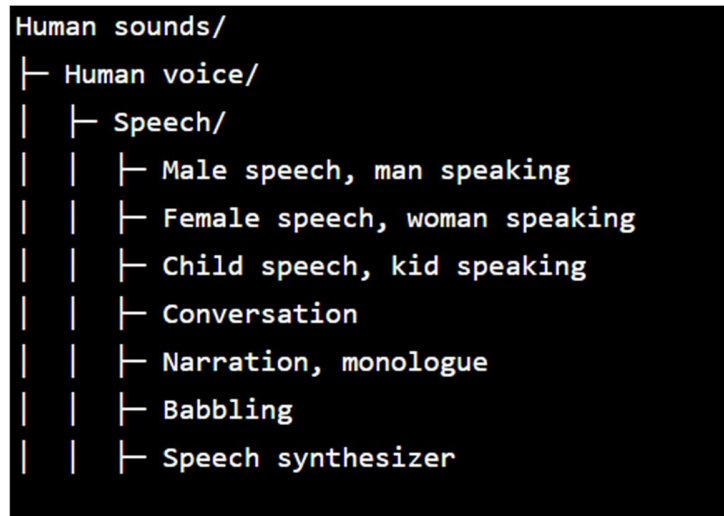 Human sounds/
├─ Human voice/
│  ├─ Speech/
│  │  ├─ Male speech, man speaking
│  │  ├─ Female speech, woman speaking
│  │  ├─ Child speech, kid speaking
│  │  ├─ Conversation
│  │  ├─ Narration, monologue
│  │  ├─ Babbling
│  │  ├─ Speech synthesizer